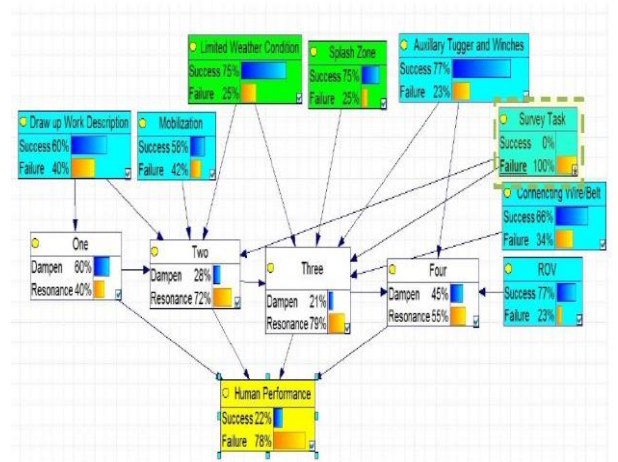 Limited Weather Condition
Success 75%
Failure 25%
Splash Zone
Success 75%
Failure 25%
Auxillary Tugger and Winches
Success 77%
Failure 23%
Survey Task
Success 0%
Failure 100%
Draw up Work Description
Success 60%
Failure 40%
Mobilization
Success 58%
Failure 42%
Connencting Wire/Belt
Success 66%
Failure 34%
One
Dampen 60%
Resonance 40%
Two
Dampen 28%
Resonance 72%
Three
Dampen 21%
Resonance 79%
Four
Dampen 45%
Resonance 55%
ROV
Success 77%
Failure 23%
Human Performance
Success 22%
Failure 78%